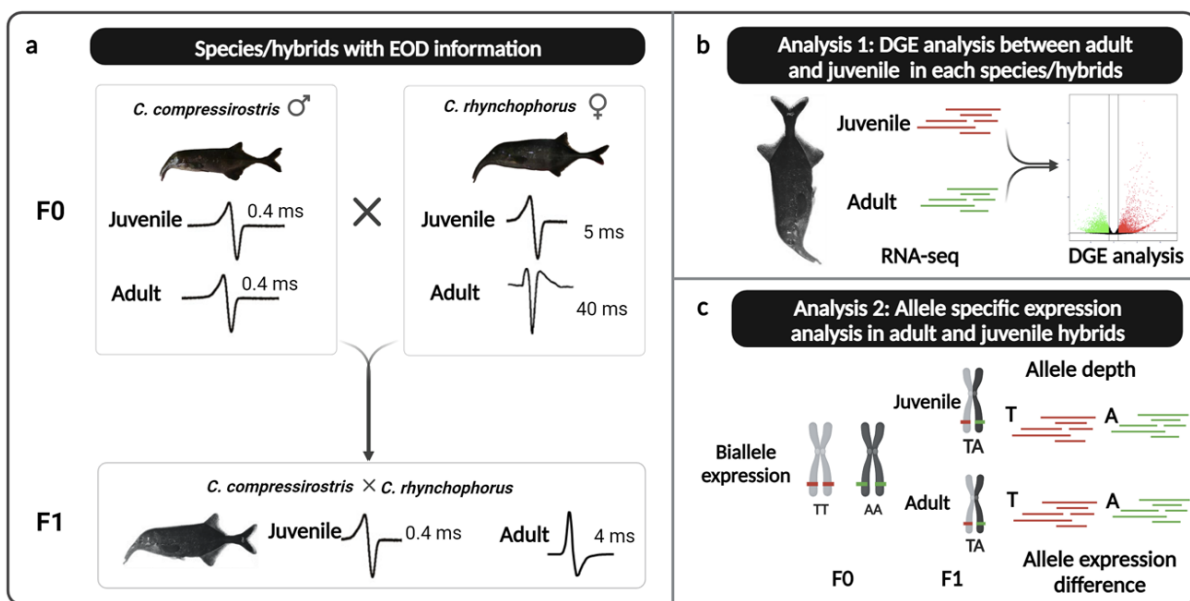 a
Species/hybrids with EOD information
F0
C. compressirostris ♂
Juvenile
0.4 ms
Adult
0.4 ms
×
C. rhynchophorus ♀
Juvenile
5 ms
Adult
40 ms
F1
C. compressirostris × C. rhynchophorus
Juvenile
0.4 ms
Adult
4 ms
b
Analysis 1: DGE analysis between adult
and juvenile in each species/hybrids
Juvenile
Adult
RNA-seq
DGE analysis
c
Analysis 2: Allele specific expression
analysis in adult and juvenile hybrids
Allele depth
Juvenile
T
A
TA
Biallele
expression
TT
AA
Adult
T
A
TA
F0
F1
Allele expression
difference